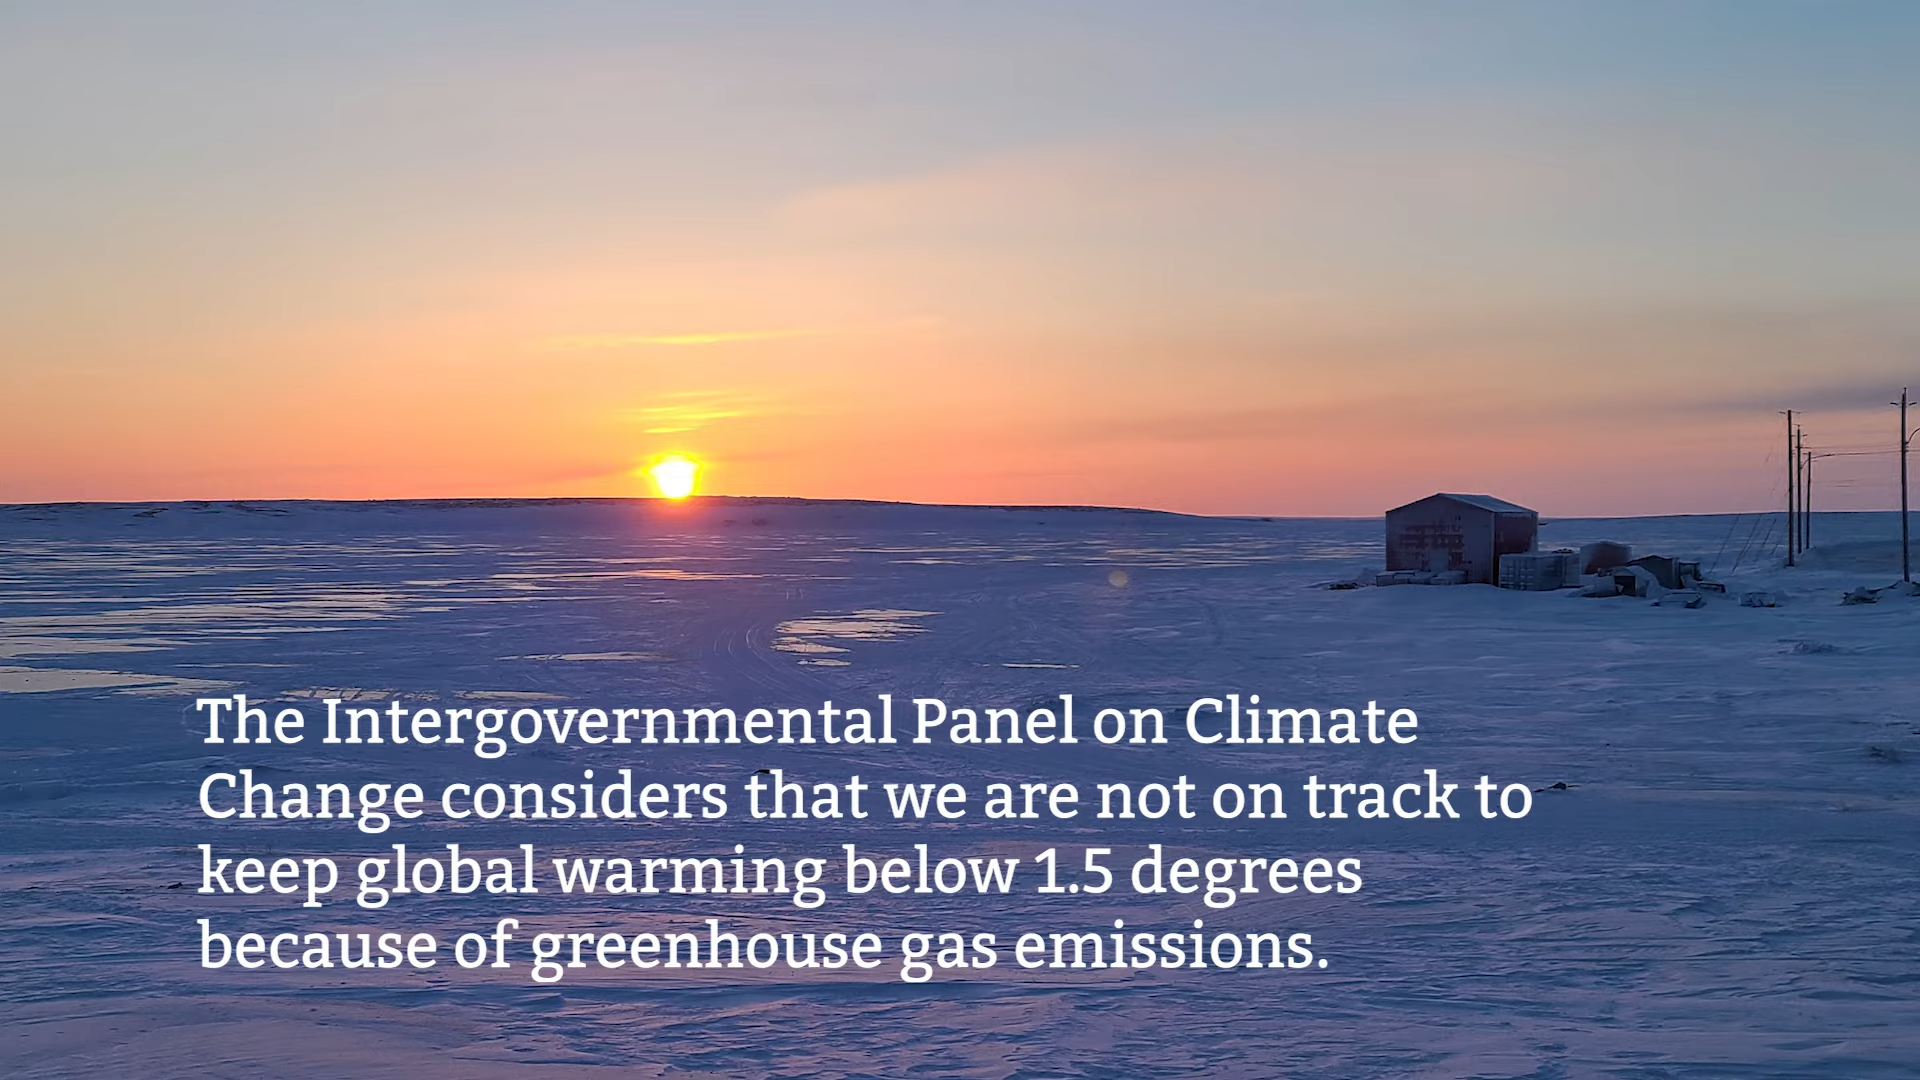 The Intergovernmental Panel on Climate
Change considers that we are not on track to
keep global warming below 1.5 degrees
because of greenhouse gas emissions.